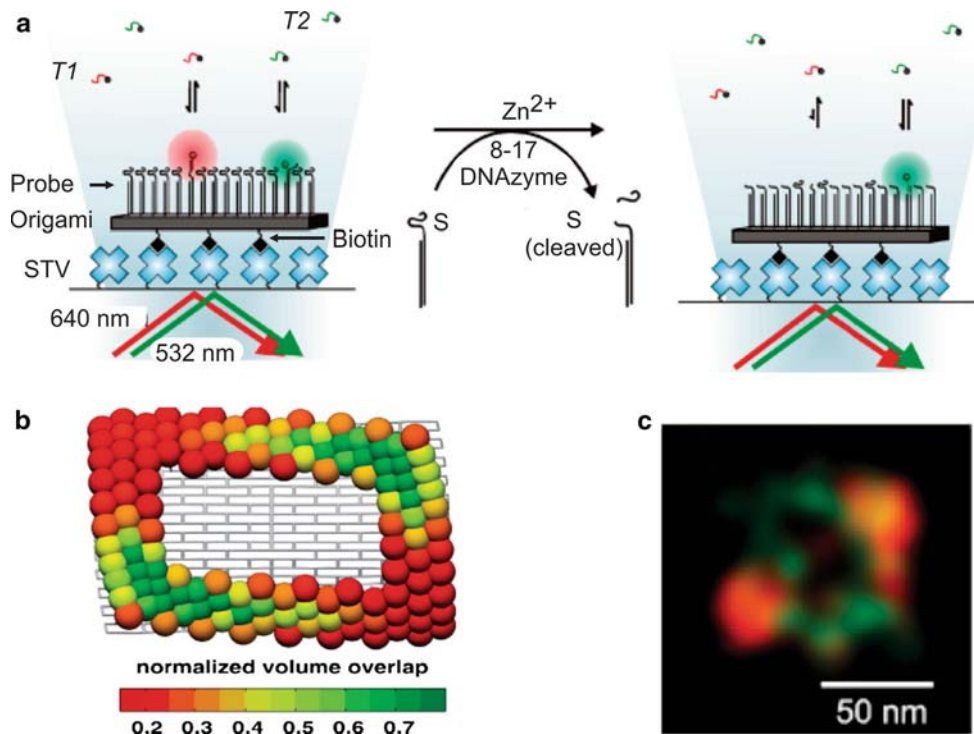 a
T1
T2
Probe
Origami
Biotin
STV
640 nm
532 nm
Zn2+
8-17
DNAzyme
S
S
(cleaved)
b
normalized volume overlap
0.2 0.3 0.4 0.5 0.6 0.7
c
50 nm